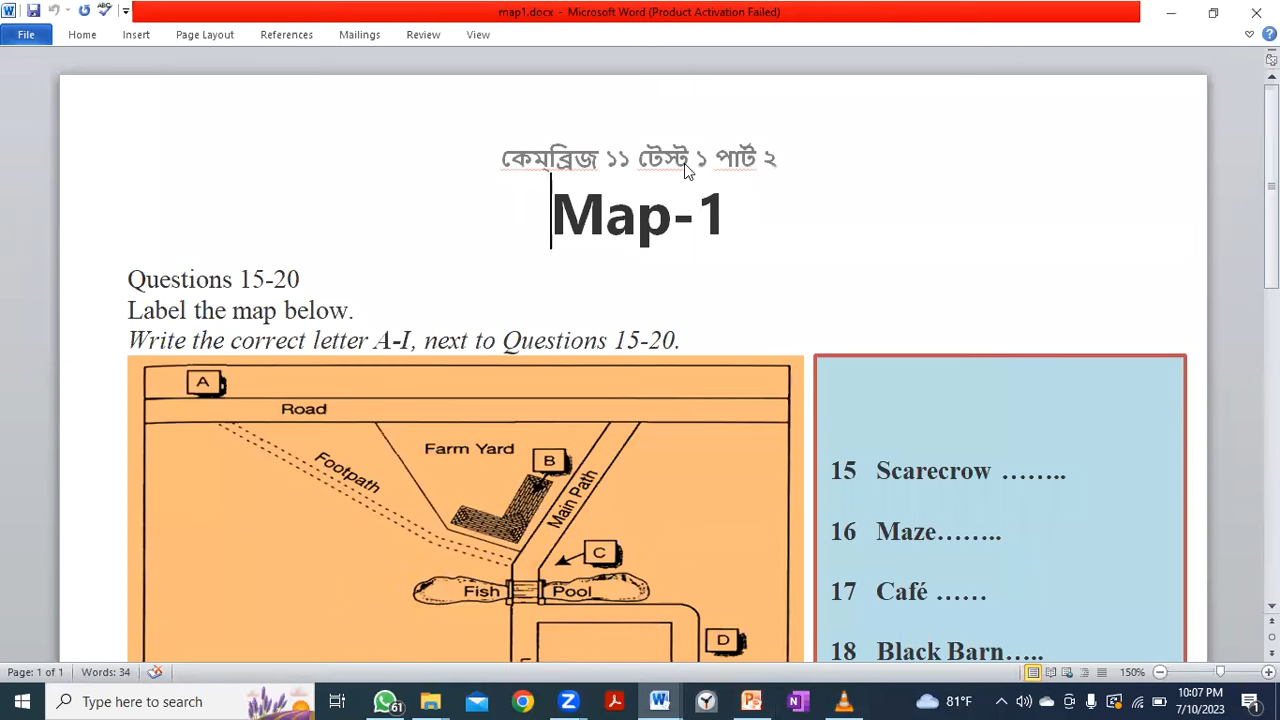 map1.docx - Microsoft Word (Product Activation Failed)
File Home Insert Page Layout References Mailings Review View
কেমব্রিজ ১১ টেস্ট ১ পার্ট ২
Map-1
Questions 15-20
Label the map below.
Write the correct letter A-I, next to Questions 15-20.
A
Road
Farm Yard
Footpath
B
Main Path
C
Fish Pool
D
15 Scarecrow ……..
16 Maze……..
17 Café ……
18 Black Barn…..
Page: 1 of 1 Words: 34 150%
Type here to search 61 81°F 10:07 PM
7/10/2023 1